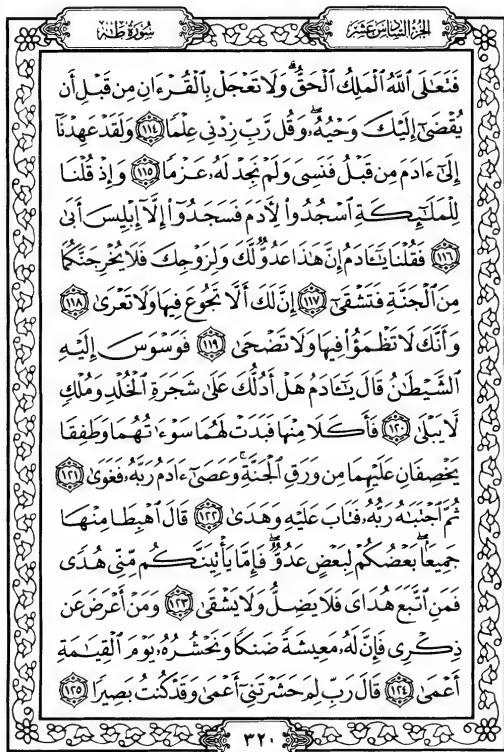 الجزء السادس عشر
سورة طه
فَتَعَٰلَى ٱللَّهُ ٱلْمَلِكُ ٱلْحَقُّ ۗ وَلَا تَعْجَلْ بِٱلْقُرْءَانِ مِن قَبْلِ أَن
يُقْضَىٰٓ إِلَيْكَ وَحْيُهُۥ ۖ وَقُل رَّبِّ زِدْنِى عِلْمًا ١١٤ وَلَقَدْ عَهِدْنَآ
إِلَىٰٓ ءَادَمَ مِن قَبْلُ فَنَسِىَ وَلَمْ نَجِدْ لَهُۥ عَزْمًا ١١٥ وَإِذْ قُلْنَا
لِلْمَلَٰٓئِكَةِ ٱسْجُدُوا۟ لِءَادَمَ فَسَجَدُوٓا۟ إِلَّآ إِبْلِيسَ أَبَىٰ
١١٦ فَقُلْنَا يَٰٓـَٔادَمُ إِنَّ هَٰذَا عَدُوٌّ لَّكَ وَلِزَوْجِكَ فَلَا يُخْرِجَنَّكُمَا
مِنَ ٱلْجَنَّةِ فَتَشْقَىٰٓ ١١٧ إِنَّ لَكَ أَلَّا تَجُوعَ فِيهَا وَلَا تَعْرَىٰ ١١٨
وَأَنَّكَ لَا تَظْمَؤُا۟ فِيهَا وَلَا تَضْحَىٰ ١١٩ فَوَسْوَسَ إِلَيْهِ
ٱلشَّيْطَٰنُ قَالَ يَٰٓـَٔادَمُ هَلْ أَدُلُّكَ عَلَىٰ شَجَرَةِ ٱلْخُلْدِ وَمُلْكٍ
لَّا يَبْلَىٰ ١٢٠ فَأَكَلَا مِنْهَا فَبَدَتْ لَهُمَا سَوْءَٰتُهُمَا وَطَفِقَا
يَخْصِفَانِ عَلَيْهِمَا مِن وَرَقِ ٱلْجَنَّةِ ۚ وَعَصَىٰٓ ءَادَمُ رَبَّهُۥ فَغَوَىٰ ١٢١
ثُمَّ ٱجْتَبَٰهُ رَبُّهُۥ فَتَابَ عَلَيْهِ وَهَدَىٰ ١٢٢ قَالَ ٱهْبِطَا مِنْهَا
جَمِيعًۢا ۖ بَعْضُكُمْ لِبَعْضٍ عَدُوٌّ ۖ فَإِمَّا يَأْتِيَنَّكُم مِّنِّى هُدًى
فَمَنِ ٱتَّبَعَ هُدَاىَ فَلَا يَضِلُّ وَلَا يَشْقَىٰ ١٢٣ وَمَنْ أَعْرَضَ عَن
ذِكْرِى فَإِنَّ لَهُۥ مَعِيشَةً ضَنكًا وَنَحْشُرُهُۥ يَوْمَ ٱلْقِيَٰمَةِ
أَعْمَىٰ ١٢٤ قَالَ رَبِّ لِمَ حَشَرْتَنِىٓ أَعْمَىٰ وَقَدْ كُنتُ بَصِيرًا ١٢٥
٣٢٠